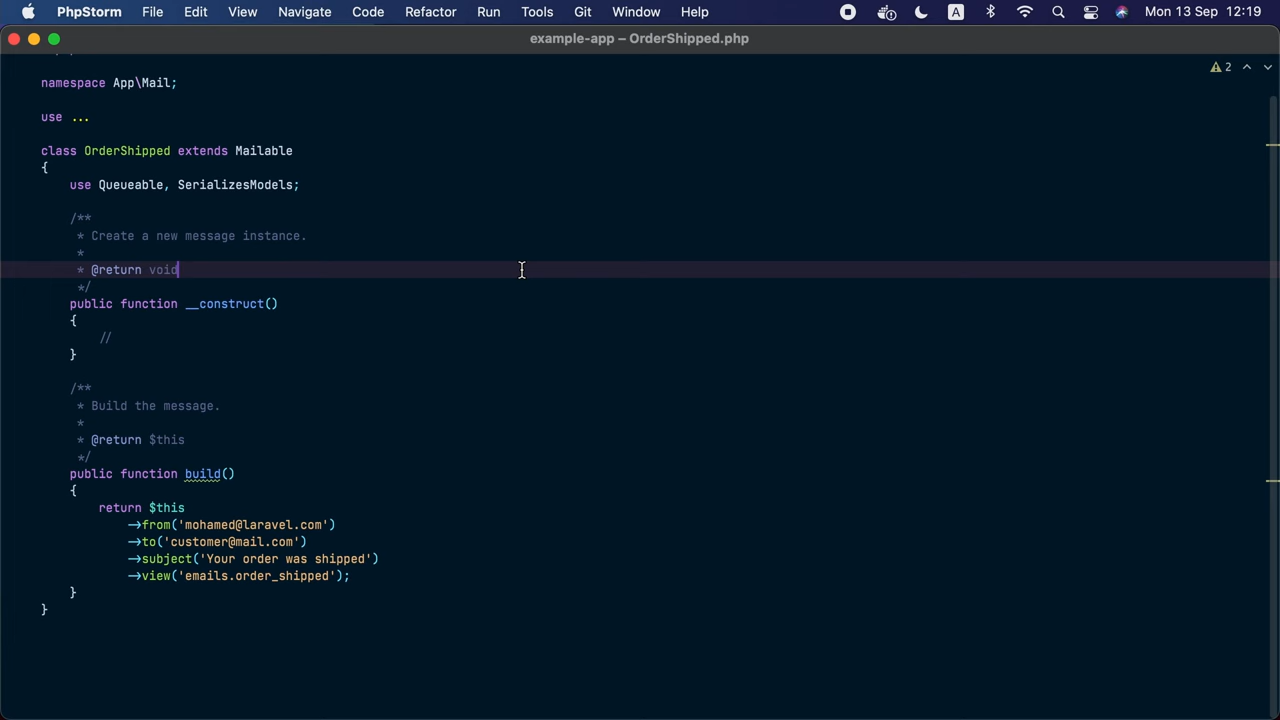 PhpStorm File Edit View Navigate Code Refactor Run Tools Git Window Help A Mon 13 Sep 12:19
example-app – OrderShipped.php
namespace App\Mail;
2
use ...
class OrderShipped extends Mailable
{
use Queueable, SerializesModels;
/**
* Create a new message instance.
*
* @return void
*/
public function __construct()
{
//
}
/**
* Build the message.
*
* @return $this
*/
public function build()
{
return $this
->from('mohamed@laravel.com')
->to('customer@mail.com')
->subject('Your order was shipped')
->view('emails.order_shipped');
}
}